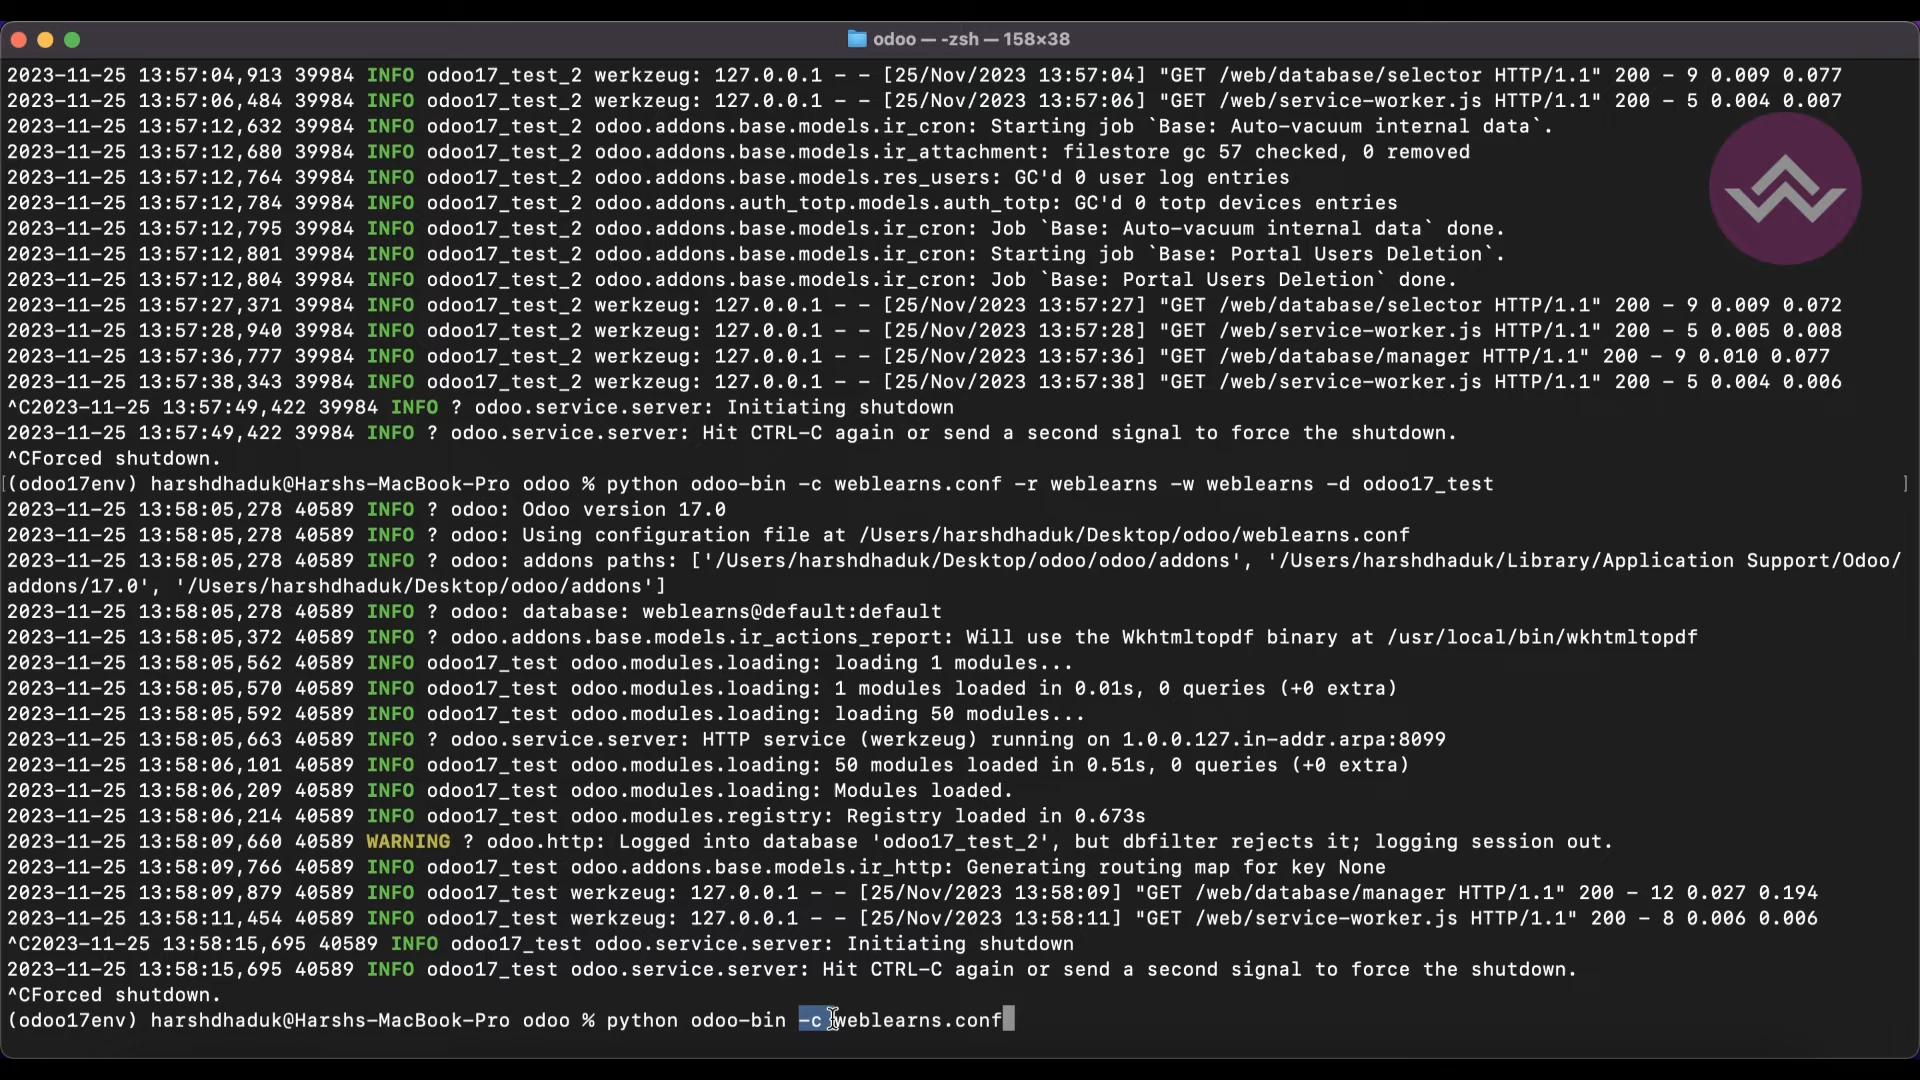 odoo — -zsh — 158×38
2023-11-25 13:57:04,913 39984 INFO odoo17_test_2 werkzeug: 127.0.0.1 - - [25/Nov/2023 13:57:04] "GET /web/database/selector HTTP/1.1" 200 - 9 0.009 0.077
2023-11-25 13:57:06,484 39984 INFO odoo17_test_2 werkzeug: 127.0.0.1 - - [25/Nov/2023 13:57:06] "GET /web/service-worker.js HTTP/1.1" 200 - 5 0.004 0.007
2023-11-25 13:57:12,632 39984 INFO odoo17_test_2 odoo.addons.base.models.ir_cron: Starting job `Base: Auto-vacuum internal data`.
2023-11-25 13:57:12,680 39984 INFO odoo17_test_2 odoo.addons.base.models.ir_attachment: filestore gc 57 checked, 0 removed
2023-11-25 13:57:12,764 39984 INFO odoo17_test_2 odoo.addons.base.models.res_users: GC'd 0 user log entries
2023-11-25 13:57:12,784 39984 INFO odoo17_test_2 odoo.addons.auth_totp.models.auth_totp: GC'd 0 totp devices entries
2023-11-25 13:57:12,795 39984 INFO odoo17_test_2 odoo.addons.base.models.ir_cron: Job `Base: Auto-vacuum internal data` done.
2023-11-25 13:57:12,801 39984 INFO odoo17_test_2 odoo.addons.base.models.ir_cron: Starting job `Base: Portal Users Deletion`.
2023-11-25 13:57:12,804 39984 INFO odoo17_test_2 odoo.addons.base.models.ir_cron: Job `Base: Portal Users Deletion` done.
2023-11-25 13:57:27,371 39984 INFO odoo17_test_2 werkzeug: 127.0.0.1 - - [25/Nov/2023 13:57:27] "GET /web/database/selector HTTP/1.1" 200 - 9 0.009 0.072
2023-11-25 13:57:28,940 39984 INFO odoo17_test_2 werkzeug: 127.0.0.1 - - [25/Nov/2023 13:57:28] "GET /web/service-worker.js HTTP/1.1" 200 - 5 0.005 0.008
2023-11-25 13:57:36,777 39984 INFO odoo17_test_2 werkzeug: 127.0.0.1 - - [25/Nov/2023 13:57:36] "GET /web/database/manager HTTP/1.1" 200 - 9 0.010 0.077
2023-11-25 13:57:38,343 39984 INFO odoo17_test_2 werkzeug: 127.0.0.1 - - [25/Nov/2023 13:57:38] "GET /web/service-worker.js HTTP/1.1" 200 - 5 0.004 0.006
^C2023-11-25 13:57:49,422 39984 INFO ? odoo.service.server: Initiating shutdown
2023-11-25 13:57:49,422 39984 INFO ? odoo.service.server: Hit CTRL-C again or send a second signal to force the shutdown.
^CForced shutdown.
[(odoo17env) harshdhaduk@Harshs-MacBook-Pro odoo % python odoo-bin -c weblearns.conf -r weblearns -w weblearns -d odoo17_test ]
2023-11-25 13:58:05,278 40589 INFO ? odoo: Odoo version 17.0
2023-11-25 13:58:05,278 40589 INFO ? odoo: Using configuration file at /Users/harshdhaduk/Desktop/odoo/weblearns.conf
2023-11-25 13:58:05,278 40589 INFO ? odoo: addons paths: ['/Users/harshdhaduk/Desktop/odoo/odoo/addons', '/Users/harshdhaduk/Library/Application Support/Odoo/
addons/17.0', '/Users/harshdhaduk/Desktop/odoo/addons']
2023-11-25 13:58:05,278 40589 INFO ? odoo: database: weblearns@default:default
2023-11-25 13:58:05,372 40589 INFO ? odoo.addons.base.models.ir_actions_report: Will use the Wkhtmltopdf binary at /usr/local/bin/wkhtmltopdf
2023-11-25 13:58:05,562 40589 INFO odoo17_test odoo.modules.loading: loading 1 modules...
2023-11-25 13:58:05,570 40589 INFO odoo17_test odoo.modules.loading: 1 modules loaded in 0.01s, 0 queries (+0 extra)
2023-11-25 13:58:05,592 40589 INFO odoo17_test odoo.modules.loading: loading 50 modules...
2023-11-25 13:58:05,663 40589 INFO ? odoo.service.server: HTTP service (werkzeug) running on 1.0.0.127.in-addr.arpa:8099
2023-11-25 13:58:06,101 40589 INFO odoo17_test odoo.modules.loading: 50 modules loaded in 0.51s, 0 queries (+0 extra)
2023-11-25 13:58:06,209 40589 INFO odoo17_test odoo.modules.loading: Modules loaded.
2023-11-25 13:58:06,214 40589 INFO odoo17_test odoo.modules.registry: Registry loaded in 0.673s
2023-11-25 13:58:09,660 40589 WARNING ? odoo.http: Logged into database 'odoo17_test_2', but dbfilter rejects it; logging session out.
2023-11-25 13:58:09,766 40589 INFO odoo17_test odoo.addons.base.models.ir_http: Generating routing map for key None
2023-11-25 13:58:09,879 40589 INFO odoo17_test werkzeug: 127.0.0.1 - - [25/Nov/2023 13:58:09] "GET /web/database/manager HTTP/1.1" 200 - 12 0.027 0.194
2023-11-25 13:58:11,454 40589 INFO odoo17_test werkzeug: 127.0.0.1 - - [25/Nov/2023 13:58:11] "GET /web/service-worker.js HTTP/1.1" 200 - 8 0.006 0.006
^C2023-11-25 13:58:15,695 40589 INFO odoo17_test odoo.service.server: Initiating shutdown
2023-11-25 13:58:15,695 40589 INFO odoo17_test odoo.service.server: Hit CTRL-C again or send a second signal to force the shutdown.
^CForced shutdown.
(odoo17env) harshdhaduk@Harshs-MacBook-Pro odoo % python odoo-bin -c weblearns.conf